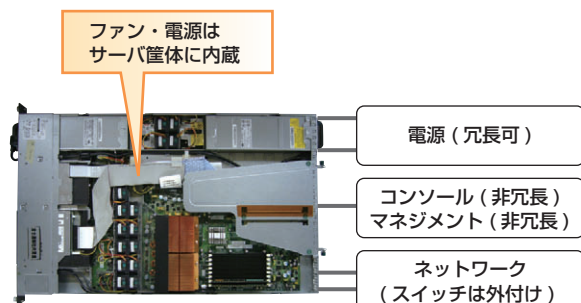 ファン・電源は
サーバ筐体に内蔵
電源 ( 冗長可 )
コンソール ( 非冗長 )
マネジメント ( 非冗長 )
ネットワーク
( スイッチは外付け )